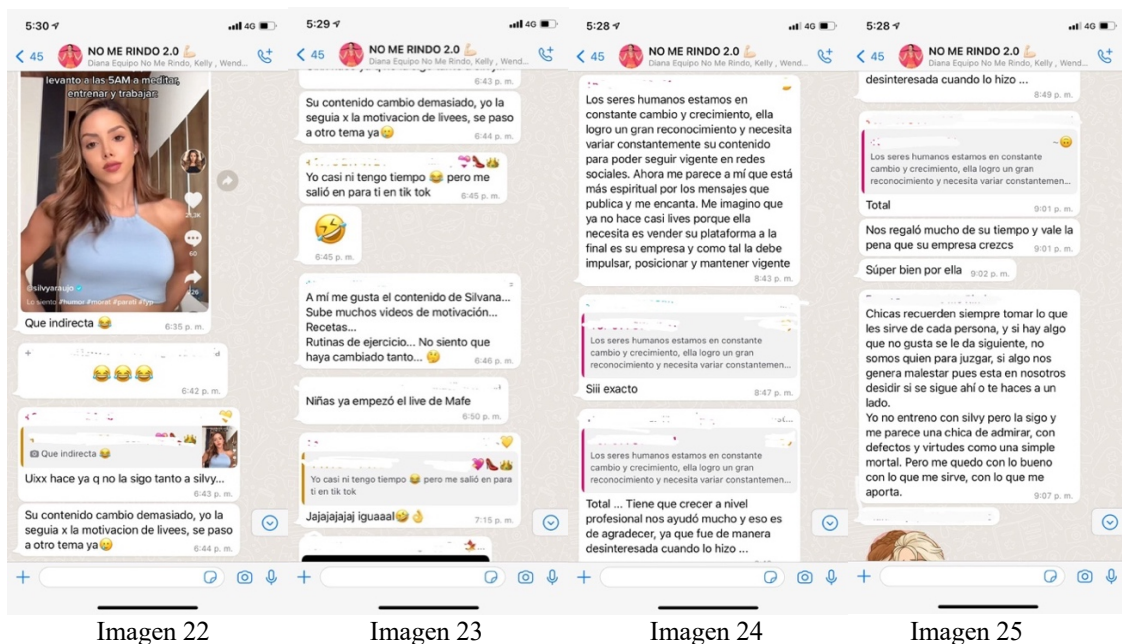 5:30
4G
45
NO ME RINDO 2.0
Diana Equipo No Me Rindo, Kelly , Wend...
levanto a las 5AM a meditar,
entrenar y trabajar.
21,3K
60
226
@silvyaraujo
Lo siento #humor #morat #parati #Typ
Que indirecta 😂
6:35 p. m.
😂😂😂
6:42 p. m.
Que indirecta 😂
Uixx hace ya q no la sigo tanto a silvy...
6:43 p. m.
Su contenido cambio demasiado, yo la
seguia x la motivacion de livees, se paso
a otro tema ya🥲
6:44 p. m.
Imagen 22
5:29
4G
45
NO ME RINDO 2.0
Diana Equipo No Me Rindo, Kelly , Wend...
6:43 p. m.
Su contenido cambio demasiado, yo la
seguia x la motivacion de livees, se paso
a otro tema ya🥲
6:44 p. m.
Yo casi ni tengo tiempo 😂 pero me
salió en para ti en tik tok
6:45 p. m.
6:45 p. m.
A mí me gusta el contenido de Silvana...
Sube muchos videos de motivación...
Recetas...
Rutinas de ejercicio... No siento que
haya cambiado tanto... 🤔
6:46 p. m.
Niñas ya empezó el live de Mafe
6:50 p. m.
Yo casi ni tengo tiempo 😂 pero me salió en para
ti en tik tok
Jajajajajaj iguaaal🤣👌
7:15 p. m.
Imagen 23
5:28
4G
45
NO ME RINDO 2.0
Diana Equipo No Me Rindo, Kelly , Wend...
Los seres humanos estamos en
constante cambio y crecimiento, ella
logro un gran reconocimiento y necesita
variar constantemente su contenido
para poder seguir vigente en redes
sociales. Ahora me parece a mí que está
más espiritual por los mensajes que
publica y me encanta. Me imagino que
ya no hace casi lives porque ella
necesita es vender su plataforma a la
final es su empresa y como tal la debe
impulsar, posicionar y mantener vigente
8:43 p. m.
Los seres humanos estamos en constante
cambio y crecimiento, ella logro un gran
reconocimiento y necesita variar constantemen...
Siii exacto
8:47 p. m.
Los seres humanos estamos en constante
cambio y crecimiento, ella logro un gran
reconocimiento y necesita variar constantemen...
Total ... Tiene que crecer a nivel
profesional nos ayudó mucho y eso es
de agradecer, ya que fue de manera
desinteresada cuando lo hizo ...
Imagen 24
5:28
4G
45
NO ME RINDO 2.0
Diana Equipo No Me Rindo, Kelly , Wend...
desinteresada cuando lo hizo ...
8:49 p. m.
Los seres humanos estamos en constante
cambio y crecimiento, ella logro un gran
reconocimiento y necesita variar constantemen...
Total
9:01 p. m.
Nos regaló mucho de su tiempo y vale la
pena que su empresa crezcs
9:01 p. m.
Súper bien por ella
9:02 p. m.
Chicas recuerden siempre tomar lo que
les sirve de cada persona, y si hay algo
que no gusta se le da siguiente, no
somos quien para juzgar, si algo nos
genera malestar pues esta en nosotros
desidir si se sigue ahí o te haces a un
lado.
Yo no entreno con silvy pero la sigo y
me parece una chica de admirar, con
defectos y virtudes como una simple
mortal. Pero me quedo con lo bueno
con lo que me sirve, con lo que me
aporta.
9:07 p. m.
Imagen 25